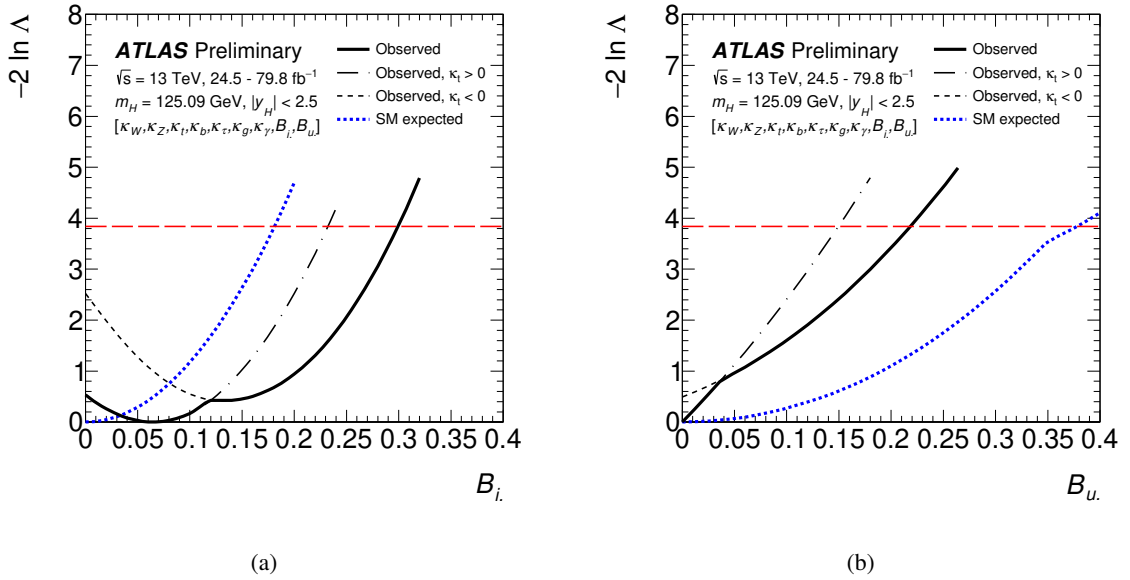 −2 ln Λ
8
7
6
5
4
3
2
1
0
ATLAS Preliminary
√s = 13 TeV, 24.5 - 79.8 fb⁻¹
m_H = 125.09 GeV, |y_H| < 2.5
[κ_W,κ_Z,κ_t,κ_b,κ_τ,κ_g,κ_γ,B_i.,B_u.]
Observed
Observed, κ_t > 0
Observed, κ_t < 0
SM expected
0 0.05 0.1 0.15 0.2 0.25 0.3 0.35 0.4
B_i.
(a)
−2 ln Λ
8
7
6
5
4
3
2
1
0
ATLAS Preliminary
√s = 13 TeV, 24.5 - 79.8 fb⁻¹
m_H = 125.09 GeV, |y_H| < 2.5
[κ_W,κ_Z,κ_t,κ_b,κ_τ,κ_g,κ_γ,B_i.,B_u.]
Observed
Observed, κ_t > 0
Observed, κ_t < 0
SM expected
0 0.05 0.1 0.15 0.2 0.25 0.3 0.35 0.4
B_u.
(b)